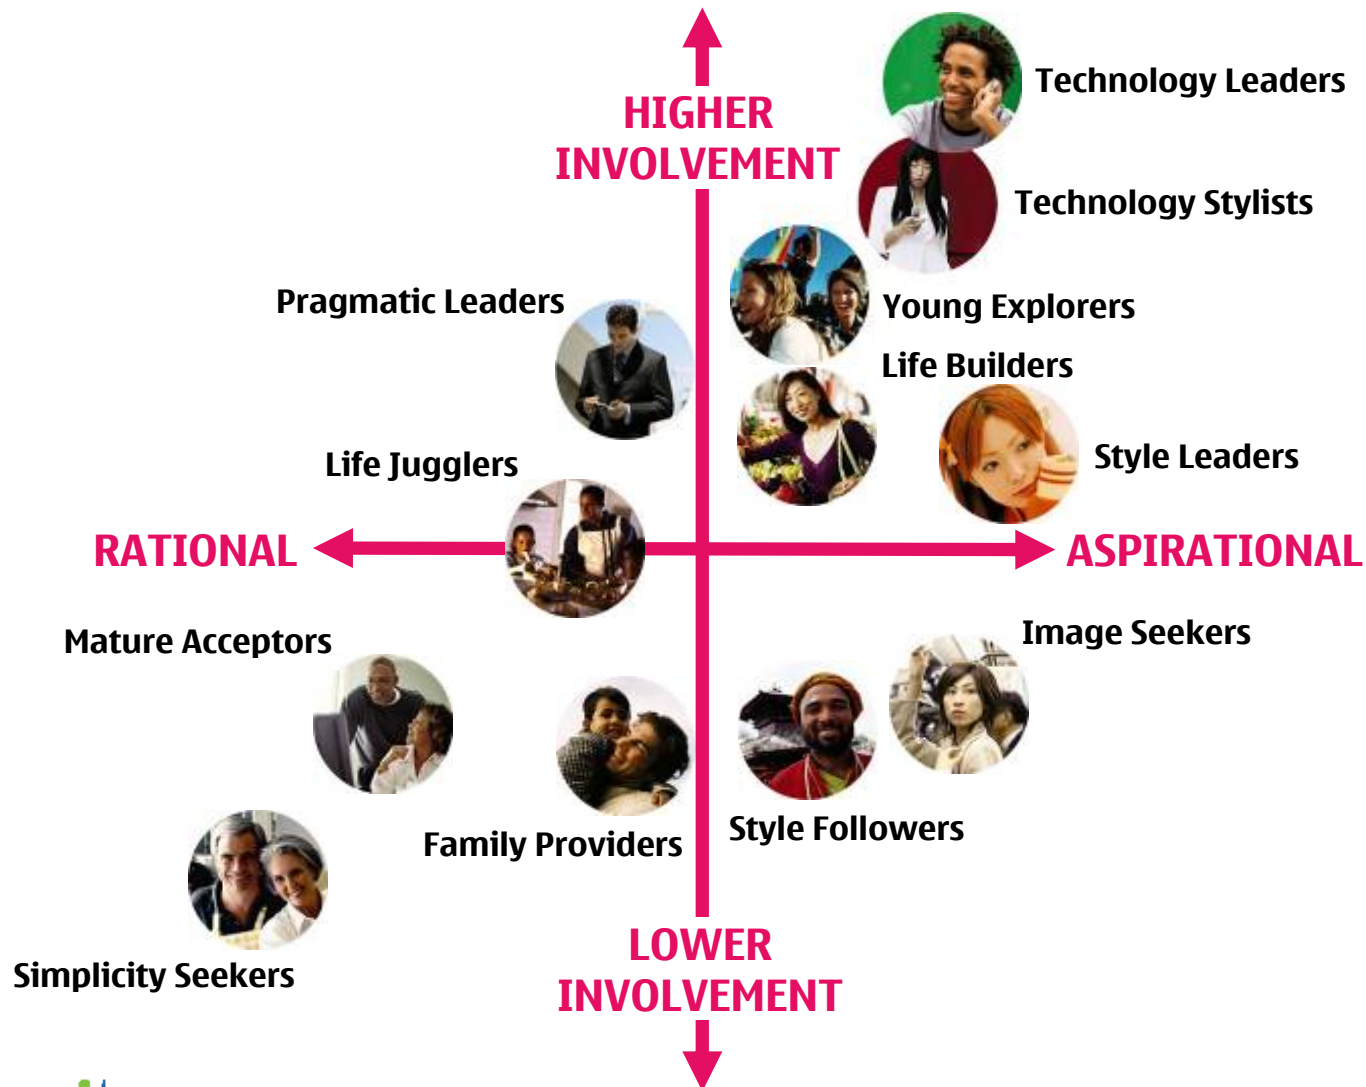 Technology Leaders
HIGHER
INVOLVEMENT
Technology Stylists
Pragmatic Leaders
Young Explorers
Life Builders
Life Jugglers
Style Leaders
RATIONAL
ASPIRATIONAL
Mature Acceptors
Image Seekers
Family Providers
Style Followers
LOWER
INVOLVEMENT
Simplicity Seekers